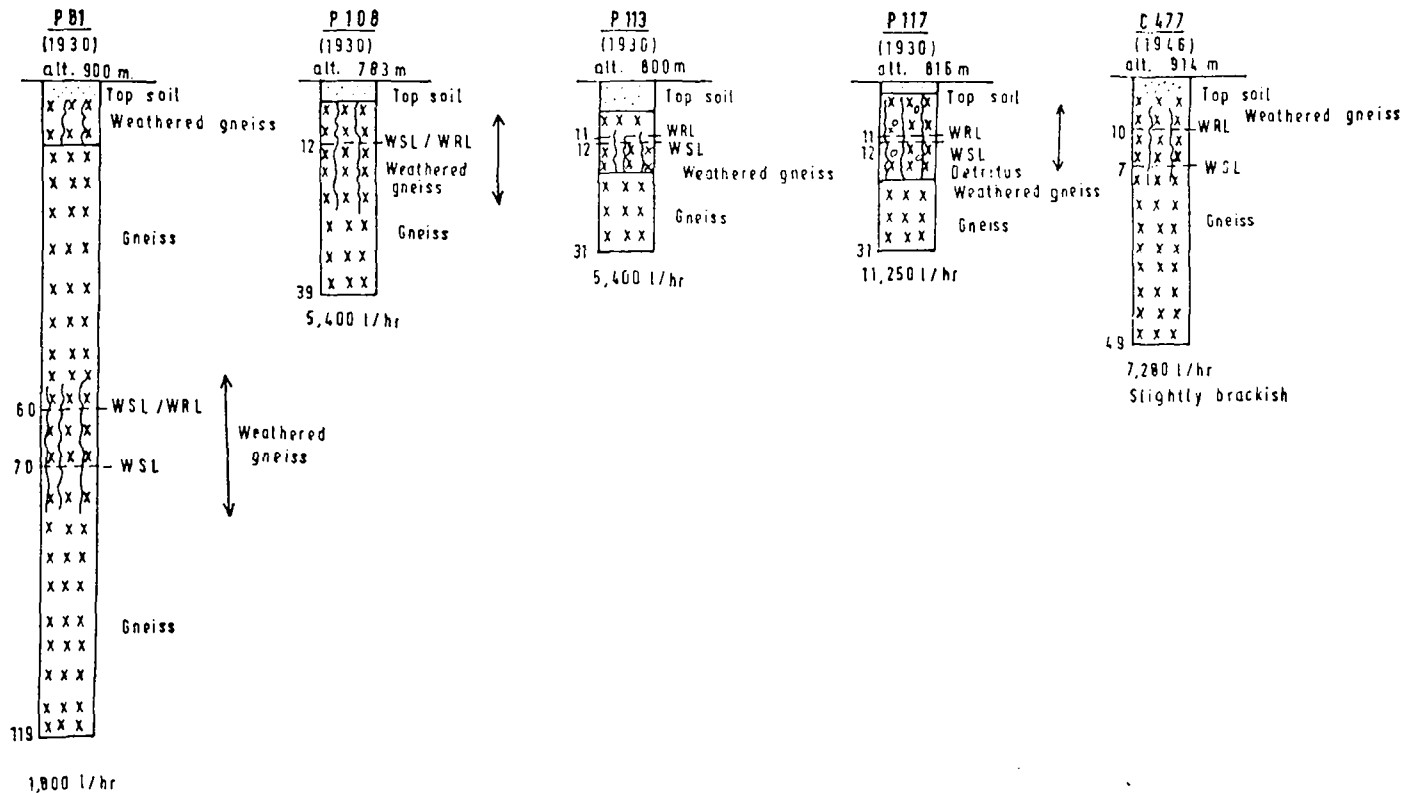 P 81
(1930)
alt. 900 m.
Top soil
Weathered gneiss
Gneiss
60
WSL / WRL
Weathered
gneiss
70
WSL
Gneiss
119
1,800 l/hr
P 108
(1930)
alt. 783 m
Top soil
12
WSL / WRL
Weathered
gneiss
Gneiss
39
5,400 l/hr
P 113
(1930)
alt. 800m
Top soil
11
WRL
12
WSL
Weathered gneiss
Gneiss
31
5,400 l/hr
P 117
(1930)
alt. 816 m
Top soil
11
WRL
12
WSL
Detritus
Weathered gneiss
Gneiss
31
11,250 l/hr
C 477
(1946)
alt. 914 m
Top soil
Weathered gneiss
10
WRL
7
WSL
Gneiss
49
7,280 l/hr
Slightly brackish